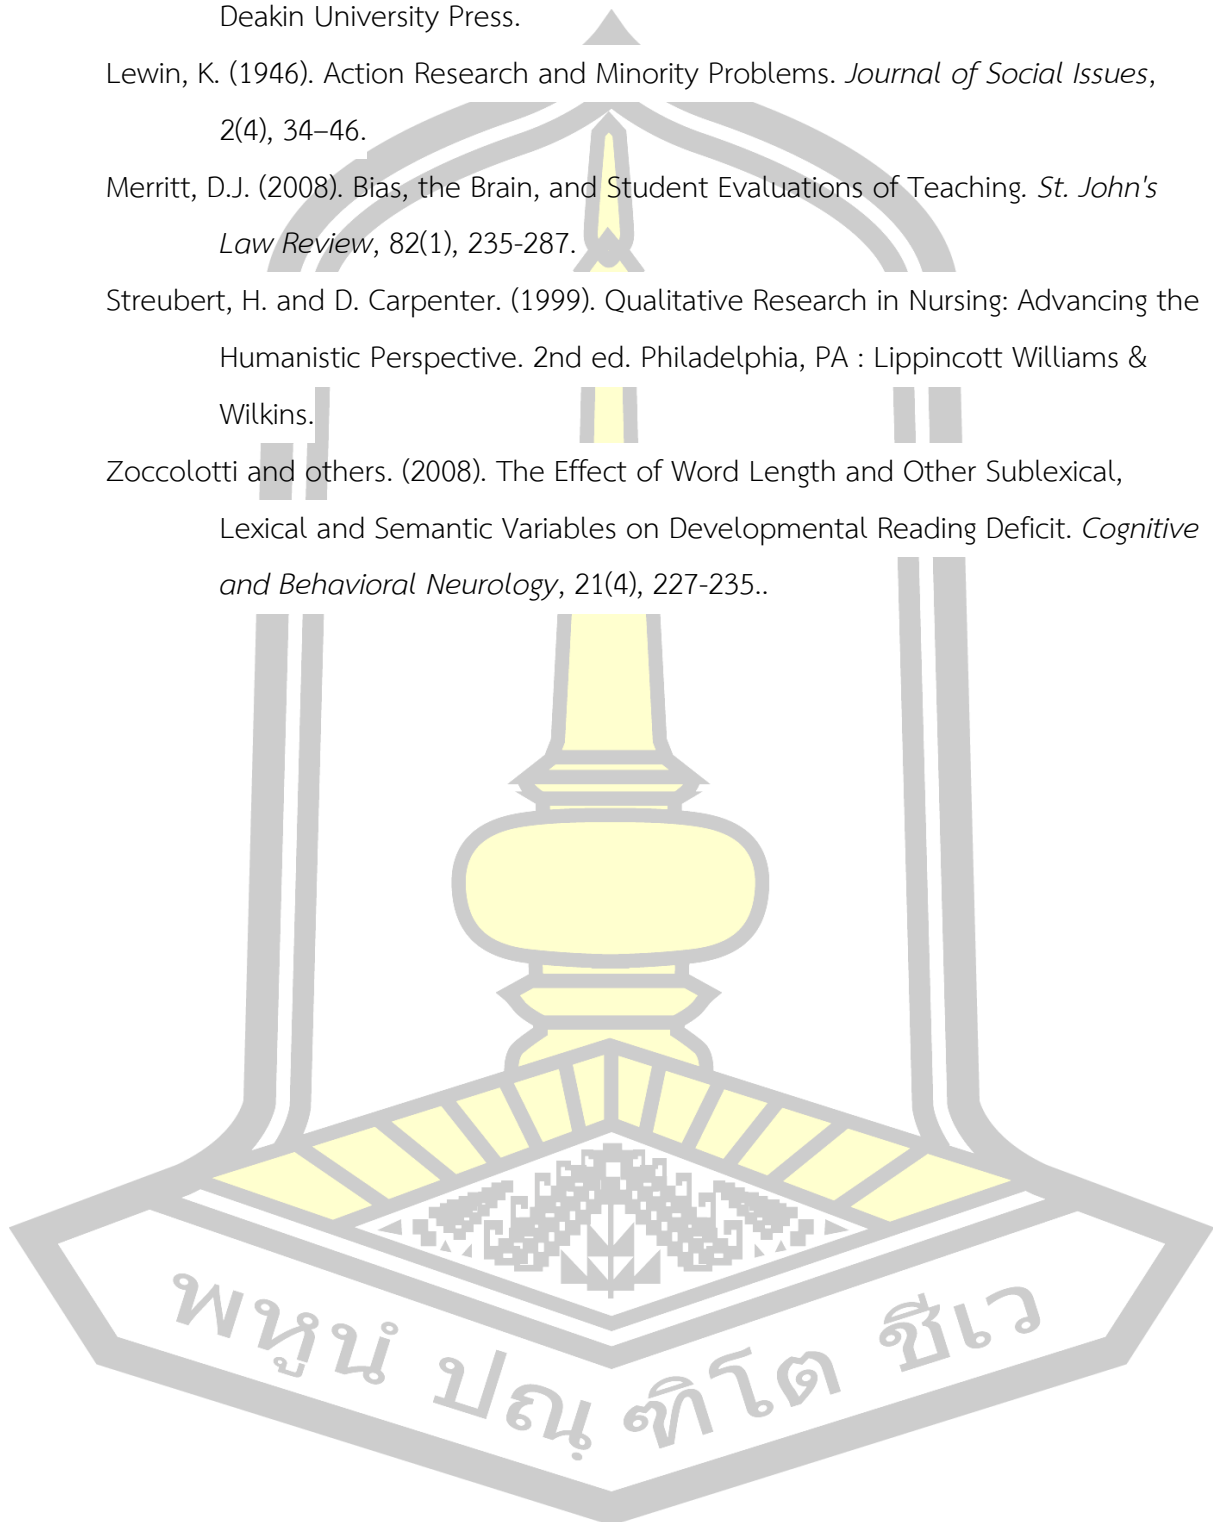 Deakin University Press.
Lewin, K. (1946). Action Research and Minority Problems. Journal of Social Issues,
2(4), 34–46.
Merritt, D.J. (2008). Bias, the Brain, and Student Evaluations of Teaching. St. John's
Law Review, 82(1), 235-287.
Streubert, H. and D. Carpenter. (1999). Qualitative Research in Nursing: Advancing the
Humanistic Perspective. 2nd ed. Philadelphia, PA : Lippincott Williams &
Wilkins.
Zoccolotti and others. (2008). The Effect of Word Length and Other Sublexical,
Lexical and Semantic Variables on Developmental Reading Deficit. Cognitive
and Behavioral Neurology, 21(4), 227-235..
พหูนํ ปณฺ ฑิโต ชีเว